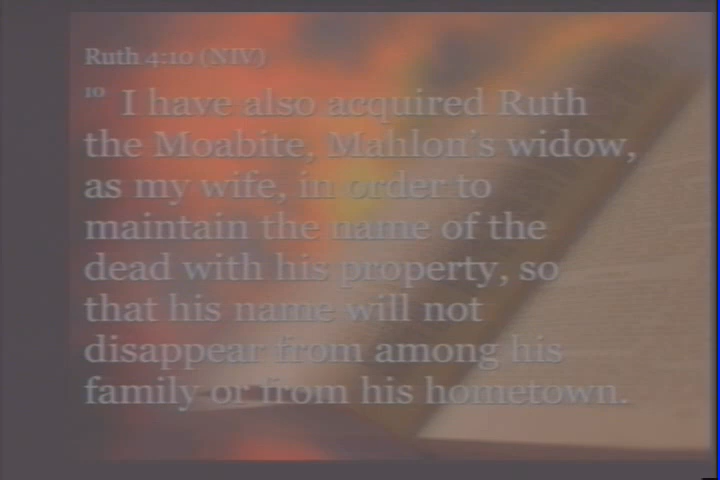 Ruth 4:10 (NIV)
10 I have also acquired Ruth
the Moabite, Mahlon's widow,
as my wife, in order to
maintain the name of the
dead with his property, so
that his name will not
disappear from among his
family or from his hometown.